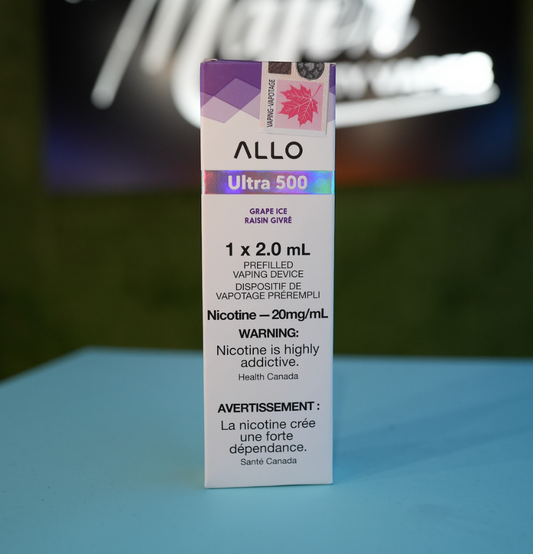 VAPING · VAPOTAGE
ALLO
Ultra 500
GRAPE ICE
RAISIN GIVRÉ
1 x 2.0 mL
PREFILLED
VAPING DEVICE
DISPOSITIF DE
VAPOTAGE PRÉREMPLI
Nicotine — 20mg/mL
WARNING:
Nicotine is highly
addictive.
Health Canada
AVERTISSEMENT :
La nicotine crée
une forte
dépendance.
Santé Canada